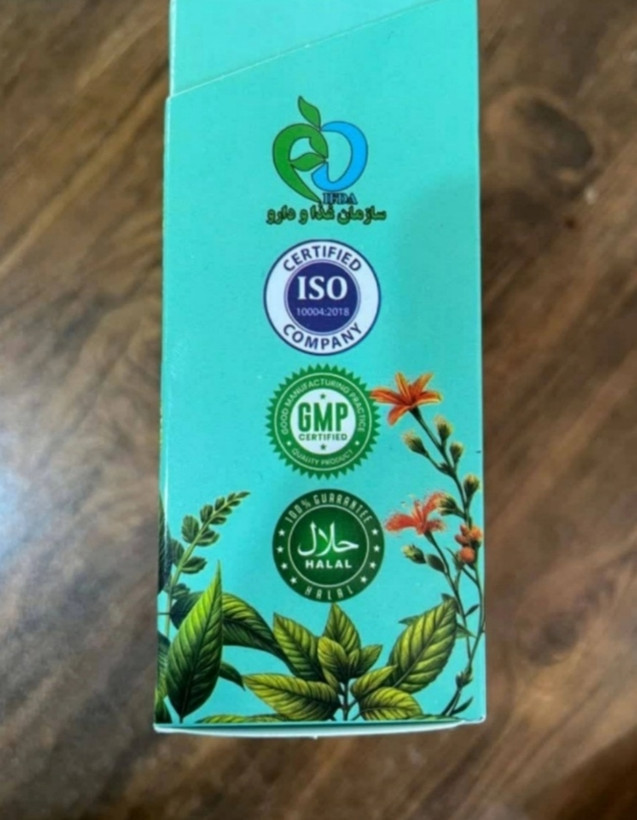 IFDA
سازمان غذا و دارو
CERTIFIED
ISO
10004:2018
COMPANY
GOOD MANUFACTURING PRACTICE
GMP
CERTIFIED
QUALITY PRODUCT
100% GUARANTEE
حلال
HALAL
HALAL